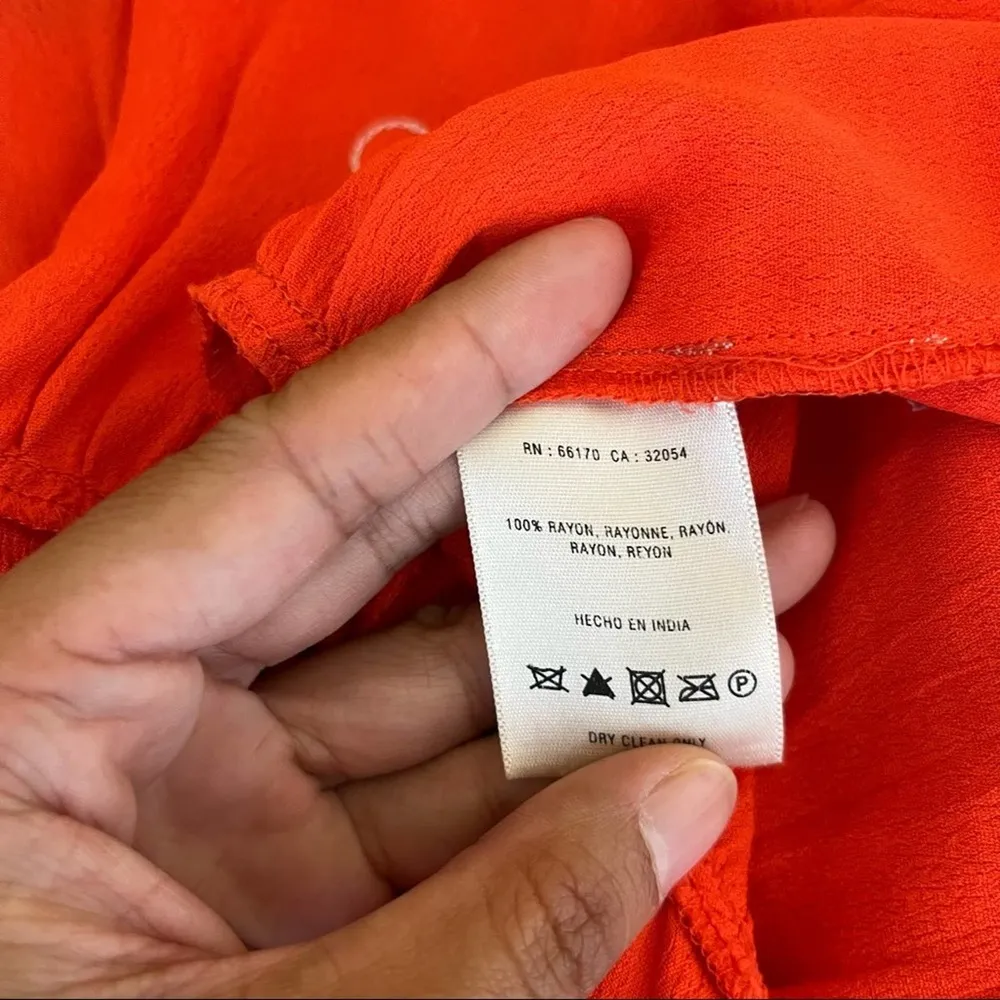 RN : 66170 CA : 32054
100% RAYON, RAYONNE, RAYÓN,
RAYON, REYON
HECHO EN INDIA
P
DRY CLEAN ONLY